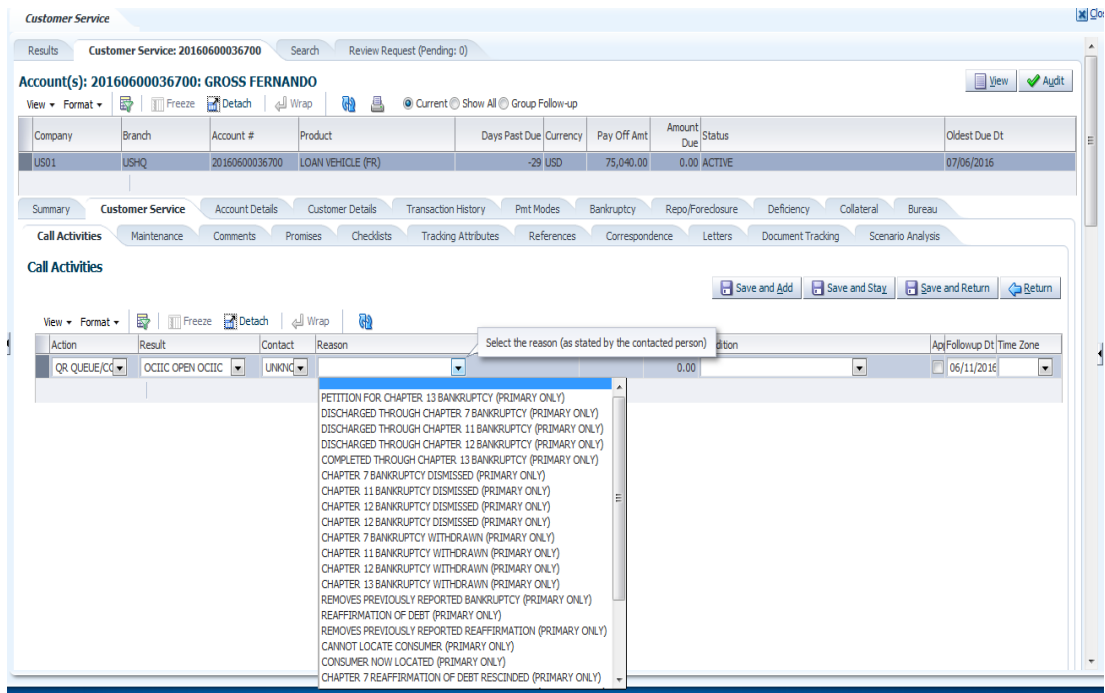 Customer Service
Clo
Results Customer Service: 20160600036700 Search Review Request (Pending: 0)
Account(s): 20160600036700: GROSS FERNANDO
View Audit
View Format Freeze Detach Wrap Current Show All Group Follow-up
Company Branch Account # Product Days Past Due Currency Pay Off Amt Amount Due Status Oldest Due Dt
US01 USHQ 20160600036700 LOAN VEHICLE (FR) -29 USD 75,040.00 0.00 ACTIVE 07/06/2016
Summary Customer Service Account Details Customer Details Transaction History Pmt Modes Bankruptcy Repo/Foreclosure Deficiency Collateral Bureau
Call Activities Maintenance Comments Promises Checklists Tracking Attributes References Correspondence Letters Document Tracking Scenario Analysis
Call Activities
Save and Add Save and Stay Save and Return Return
View Format Freeze Detach Wrap
Select the reason (as stated by the contacted person)
Action Result Contact Reason dition Ap Followup Dt Time Zone
QR QUEUE/CO OCIIC OPEN OCIIC UNKNO 0.00 06/11/2016
PETITION FOR CHAPTER 13 BANKRUPTCY (PRIMARY ONLY)
DISCHARGED THROUGH CHAPTER 7 BANKRUPTCY (PRIMARY ONLY)
DISCHARGED THROUGH CHAPTER 11 BANKRUPTCY (PRIMARY ONLY)
DISCHARGED THROUGH CHAPTER 12 BANKRUPTCY (PRIMARY ONLY)
COMPLETED THROUGH CHAPTER 13 BANKRUPTCY (PRIMARY ONLY)
CHAPTER 7 BANKRUPTCY DISMISSED (PRIMARY ONLY)
CHAPTER 11 BANKRUPTCY DISMISSED (PRIMARY ONLY)
CHAPTER 12 BANKRUPTCY DISMISSED (PRIMARY ONLY)
CHAPTER 12 BANKRUPTCY DISMISSED (PRIMARY ONLY)
CHAPTER 7 BANKRUPTCY WITHDRAWN (PRIMARY ONLY)
CHAPTER 11 BANKRUPTCY WITHDRAWN (PRIMARY ONLY)
CHAPTER 12 BANKRUPTCY WITHDRAWN (PRIMARY ONLY)
CHAPTER 13 BANKRUPTCY WITHDRAWN (PRIMARY ONLY)
REMOVES PREVIOUSLY REPORTED BANKRUPTCY (PRIMARY ONLY)
REAFFIRMATION OF DEBT (PRIMARY ONLY)
REMOVES PREVIOUSLY REPORTED REAFFIRMATION (PRIMARY ONLY)
CANNOT LOCATE CONSUMER (PRIMARY ONLY)
CONSUMER NOW LOCATED (PRIMARY ONLY)
CHAPTER 7 REAFFIRMATION OF DEBT RESCINDED (PRIMARY ONLY)